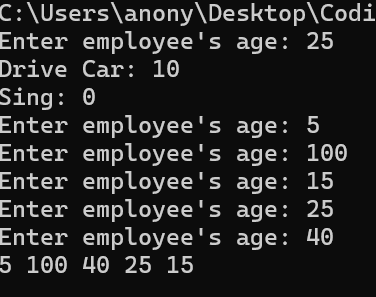 C:\Users\anony\Desktop\Codi
Enter employee's age: 25
Drive Car: 10
Sing: 0
Enter employee's age: 5
Enter employee's age: 100
Enter employee's age: 15
Enter employee's age: 25
Enter employee's age: 40
5 100 40 25 15